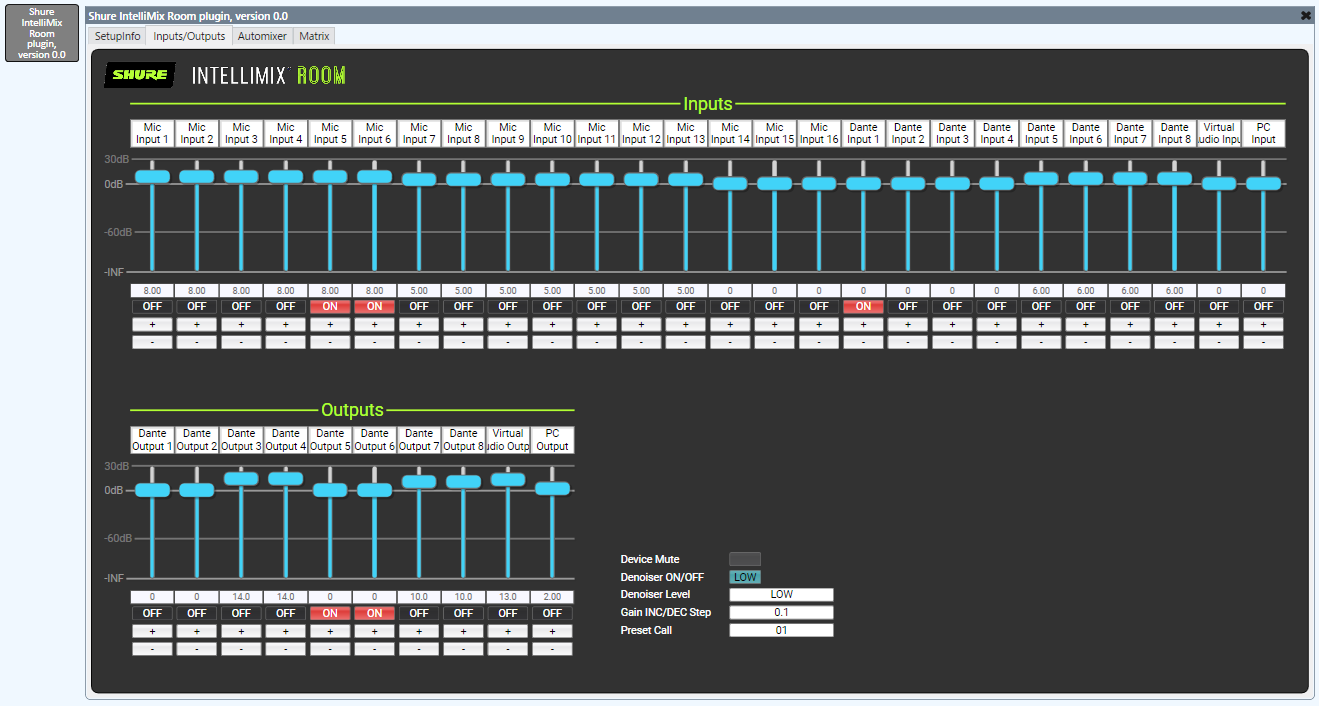 Shure
IntelliMix
Room
plugin,
version 0.0
Shure IntelliMix Room plugin, version 0.0
SetupInfo Inputs/Outputs Automixer Matrix
SHURE INTELLIMIX ROOM
Inputs
Mic Mic Mic Mic Mic Mic Mic Mic Mic Mic Mic Mic Mic Mic Mic Mic Dante Dante Dante Dante Dante Dante Dante Dante Virtual PC
Input 1 Input 2 Input 3 Input 4 Input 5 Input 6 Input 7 Input 8 Input 9 Input 10 Input 11 Input 12 Input 13 Input 14 Input 15 Input 16 Input 1 Input 2 Input 3 Input 4 Input 5 Input 6 Input 7 Input 8 udio Inpu Input
30dB
0dB
-60dB
-INF
8.00 8.00 8.00 8.00 8.00 8.00 5.00 5.00 5.00 5.00 5.00 5.00 5.00 0 0 0 0 0 0 0 6.00 6.00 6.00 6.00 0 0
OFF OFF OFF OFF ON ON OFF OFF OFF OFF OFF OFF OFF OFF OFF OFF ON OFF OFF OFF OFF OFF OFF OFF OFF OFF
+ + + + + + + + + + + + + + + + + + + + + + + + + +
- - - - - - - - - - - - - - - - - - - - - - - - - -
Outputs
Dante Dante Dante Dante Dante Dante Dante Dante Virtual PC
Output 1 Output 2 Output 3 Output 4 Output 5 Output 6 Output 7 Output 8 udio Outp Output
30dB
0dB
-60dB
-INF
0 0 14.0 14.0 0 0 10.0 10.0 13.0 2.00
OFF OFF OFF OFF ON ON OFF OFF OFF OFF
+ + + + + + + + + +
- - - - - - - - - -
Device Mute
Denoiser ON/OFF LOW
Denoiser Level LOW
Gain INC/DEC Step 0.1
Preset Call 01